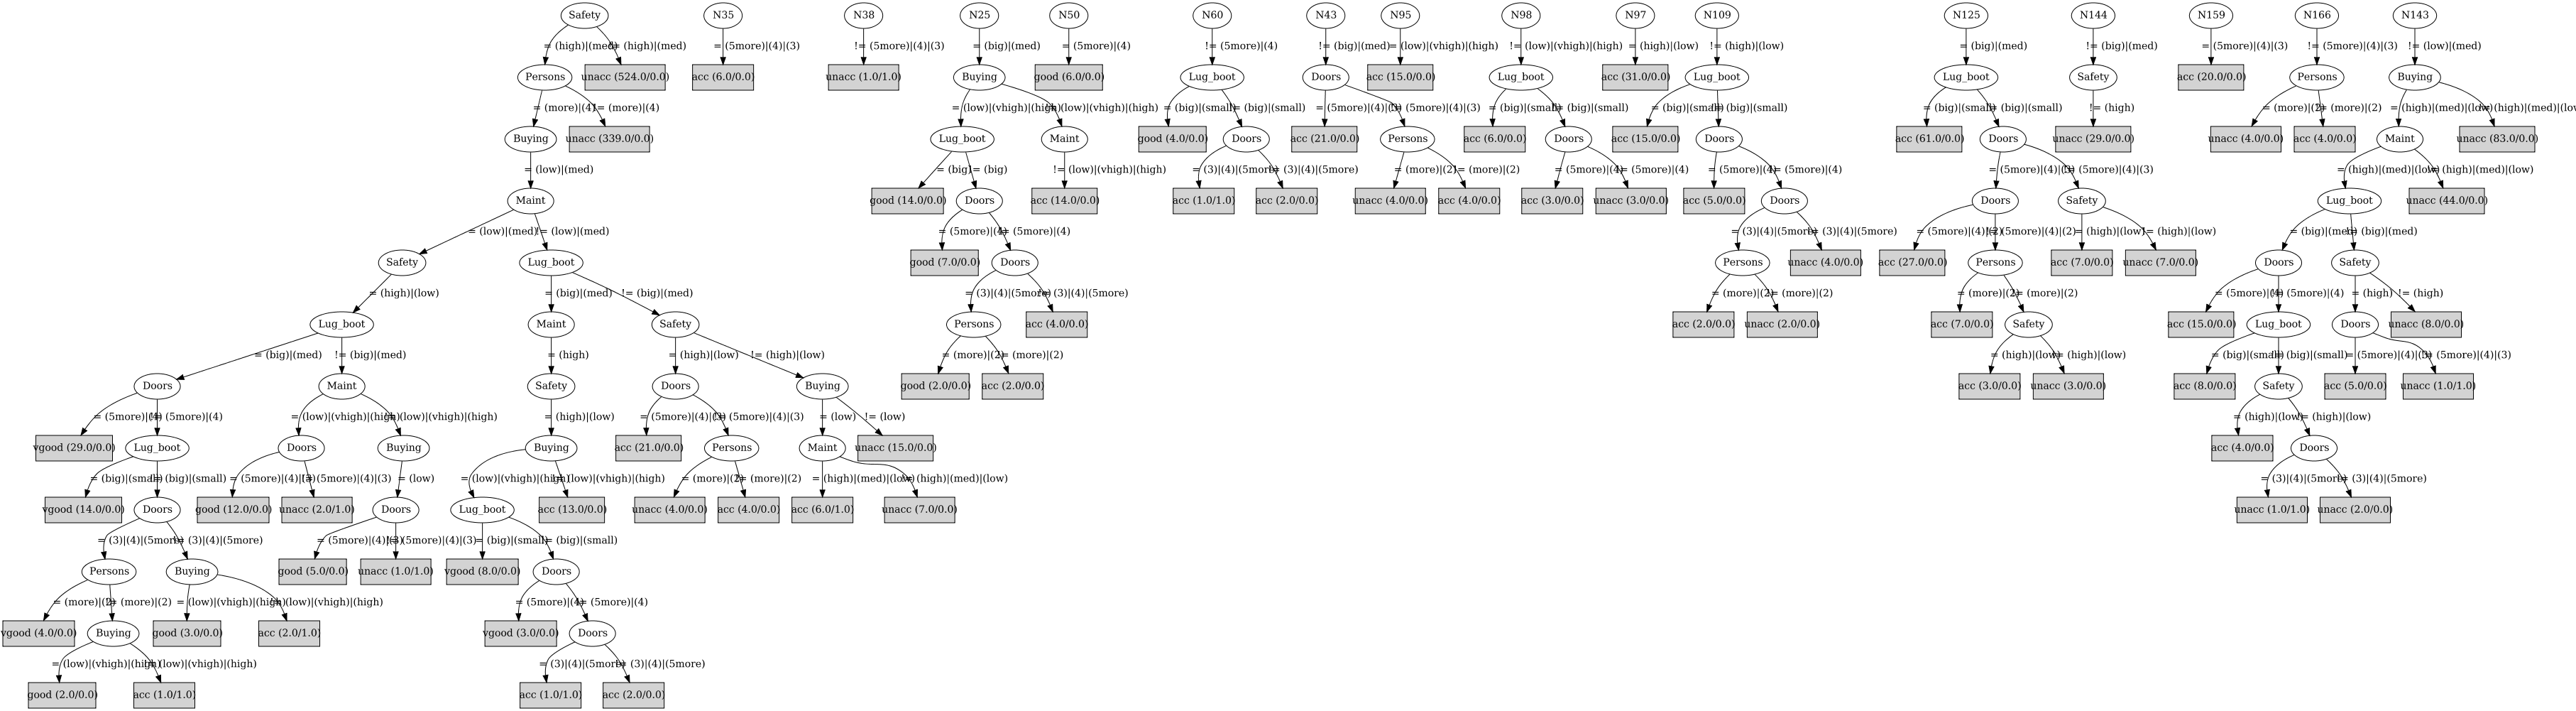 Safety N35 N38 N25 N50 N60 N43 N95 N98 N97 N109 N125 N144 N159 N166 N143
= (high)|(med) != (high)|(med) = (5more)|(4)|(3) != (5more)|(4)|(3) = (big)|(med) = (5more)|(4) != (5more)|(4) != (big)|(med) = (low)|(vhigh)|(high) != (low)|(vhigh)|(high) = (high)|(low) != (high)|(low) = (big)|(med) != (big)|(med) = (5more)|(4)|(3) != (5more)|(4)|(3) != (low)|(med)
Persons unacc (524.0/0.0) acc (6.0/0.0) unacc (1.0/1.0) Buying good (6.0/0.0) Lug_boot Doors acc (15.0/0.0) Lug_boot acc (31.0/0.0) Lug_boot Lug_boot Safety acc (20.0/0.0) Persons Buying
= (more)|(4) != (more)|(4) = (low)|(vhigh)|(high) != (low)|(vhigh)|(high) = (big)|(small) != (big)|(small) = (5more)|(4)|(3) != (5more)|(4)|(3) = (big)|(small) != (big)|(small) = (big)|(small) != (big)|(small) = (big)|(small) != (big)|(small) != (high) = (more)|(2) != (more)|(2) = (high)|(med)|(low) != (high)|(med)|(low)
Buying unacc (339.0/0.0) Lug_boot Maint good (4.0/0.0) Doors acc (21.0/0.0) Persons acc (6.0/0.0) Doors acc (15.0/0.0) Doors acc (61.0/0.0) Doors unacc (29.0/0.0) unacc (4.0/0.0) acc (4.0/0.0) Maint unacc (83.0/0.0)
= (low)|(med) = (big) != (big) != (low)|(vhigh)|(high) = (3)|(4)|(5more) != (3)|(4)|(5more) = (more)|(2) != (more)|(2) = (5more)|(4) != (5more)|(4) = (5more)|(4) != (5more)|(4) = (5more)|(4)|(3) != (5more)|(4)|(3) = (high)|(med)|(low) != (high)|(med)|(low)
Maint good (14.0/0.0) Doors acc (14.0/0.0) acc (1.0/1.0) acc (2.0/0.0) unacc (4.0/0.0) acc (4.0/0.0) acc (3.0/0.0) unacc (3.0/0.0) acc (5.0/0.0) Doors Doors Safety Lug_boot unacc (44.0/0.0)
= (low)|(med) != (low)|(med) = (5more)|(4) != (5more)|(4) = (3)|(4)|(5more) != (3)|(4)|(5more) = (5more)|(4)|(2) != (5more)|(4)|(2) = (high)|(low) != (high)|(low) = (big)|(med) != (big)|(med)
Safety Lug_boot good (7.0/0.0) Doors Persons unacc (4.0/0.0) acc (27.0/0.0) Persons acc (7.0/0.0) unacc (7.0/0.0) Doors Safety
= (high)|(low) = (big)|(med) != (big)|(med) = (3)|(4)|(5more) != (3)|(4)|(5more) = (more)|(2) != (more)|(2) = (more)|(2) != (more)|(2) = (5more)|(4) != (5more)|(4) = (high) != (high)
Lug_boot Maint Safety Persons acc (4.0/0.0) acc (2.0/0.0) unacc (2.0/0.0) acc (7.0/0.0) Safety acc (15.0/0.0) Lug_boot Doors unacc (8.0/0.0)
= (big)|(med) != (big)|(med) = (high) = (high)|(low) != (high)|(low) = (more)|(2) != (more)|(2) = (high)|(low) != (high)|(low) = (big)|(small) != (big)|(small) = (5more)|(4)|(3) != (5more)|(4)|(3)
Doors Maint Safety Doors Buying good (2.0/0.0) acc (2.0/0.0) acc (3.0/0.0) unacc (3.0/0.0) acc (8.0/0.0) Safety acc (5.0/0.0) unacc (1.0/1.0)
= (5more)|(4) != (5more)|(4) = (low)|(vhigh)|(high) != (low)|(vhigh)|(high) = (high)|(low) = (5more)|(4)|(3) != (5more)|(4)|(3) = (low) != (low) = (high)|(low) != (high)|(low)
vgood (29.0/0.0) Lug_boot Doors Buying Buying acc (21.0/0.0) Persons Maint unacc (15.0/0.0) acc (4.0/0.0) Doors
= (big)|(small) != (big)|(small) = (5more)|(4)|(3) != (5more)|(4)|(3) = (low) = (low)|(vhigh)|(high) != (low)|(vhigh)|(high) = (more)|(2) != (more)|(2) = (high)|(med)|(low) != (high)|(med)|(low) = (3)|(4)|(5more) != (3)|(4)|(5more)
vgood (14.0/0.0) Doors good (12.0/0.0) unacc (2.0/1.0) Doors Lug_boot acc (13.0/0.0) unacc (4.0/0.0) acc (4.0/0.0) acc (6.0/1.0) unacc (7.0/0.0) unacc (1.0/1.0) unacc (2.0/0.0)
= (3)|(4)|(5more) != (3)|(4)|(5more) = (5more)|(4)|(3) != (5more)|(4)|(3) = (big)|(small) != (big)|(small)
Persons Buying good (5.0/0.0) unacc (1.0/1.0) vgood (8.0/0.0) Doors
= (more)|(2) != (more)|(2) = (low)|(vhigh)|(high) != (low)|(vhigh)|(high) = (5more)|(4) != (5more)|(4)
vgood (4.0/0.0) Buying good (3.0/0.0) acc (2.0/1.0) vgood (3.0/0.0) Doors
= (low)|(vhigh)|(high) != (low)|(vhigh)|(high) = (3)|(4)|(5more) != (3)|(4)|(5more)
good (2.0/0.0) acc (1.0/1.0) acc (1.0/1.0) acc (2.0/0.0)